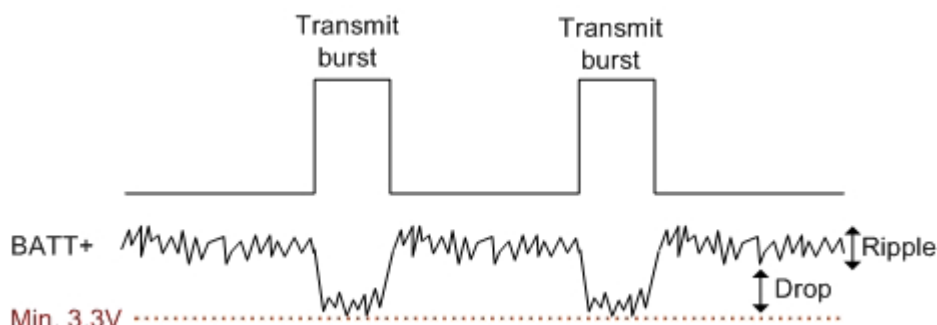 Transmit
burst
Transmit
burst
BATT+
Ripple
Drop
Min. 3.3V